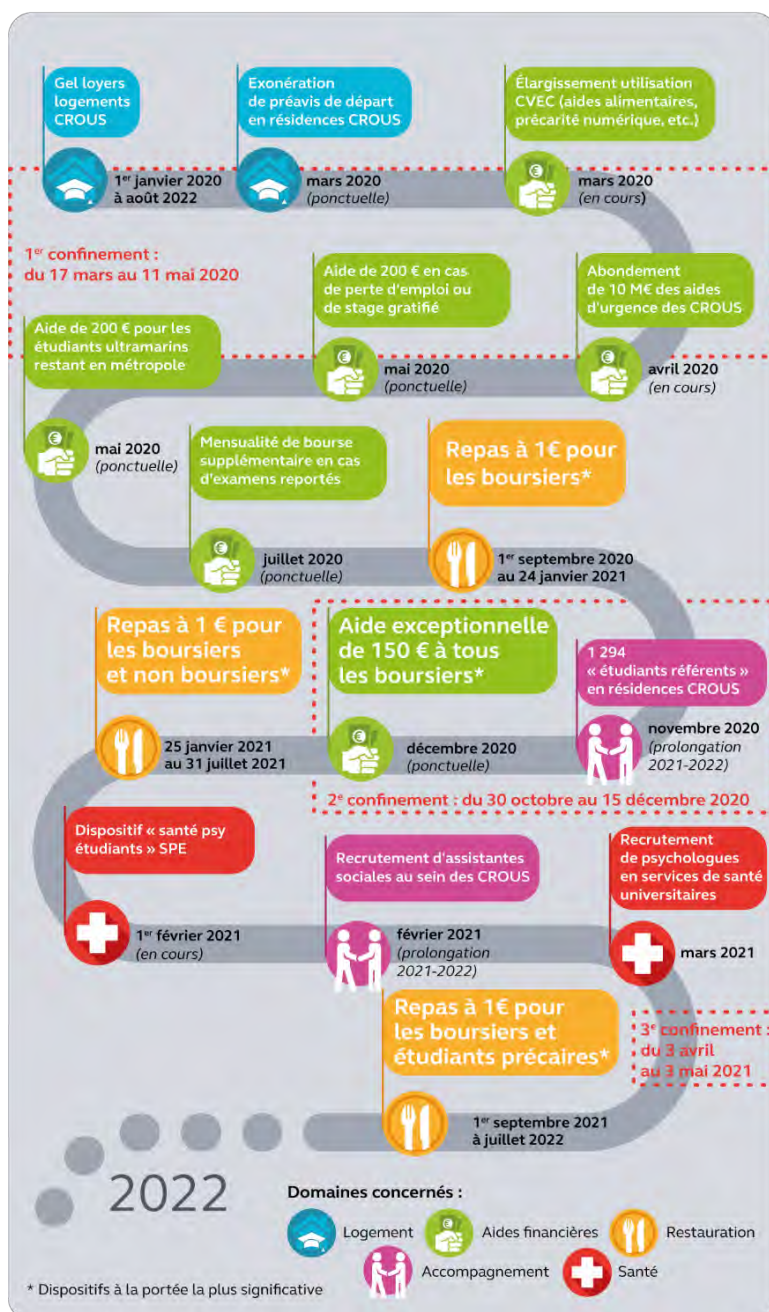 Gel loyers
logements
CROUS
1er janvier 2020
à août 2022
Exonération
de préavis de départ
en résidences CROUS
mars 2020
(ponctuelle)
Élargissement utilisation
CVEC (aides alimentaires,
précarité numérique, etc.)
mars 2020
(en cours)
1er confinement :
du 17 mars au 11 mai 2020
Abondement
de 10 M€ des aides
d'urgence des CROUS
avril 2020
(en cours)
Aide de 200 € en cas
de perte d'emploi ou
de stage gratifié
mai 2020
(ponctuelle)
Aide de 200 € pour les
étudiants ultramarins
restant en métropole
mai 2020
(ponctuelle)
Mensualité de bourse
supplémentaire en cas
d'examens reportés
juillet 2020
(ponctuelle)
Repas à 1€ pour
les boursiers*
1er septembre 2020
au 24 janvier 2021
1 294
« étudiants référents »
en résidences CROUS
novembre 2020
(prolongation
2021-2022)
Aide exceptionnelle
de 150 € à tous
les boursiers*
décembre 2020
(ponctuelle)
2e confinement : du 30 octobre au 15 décembre 2020
Repas à 1 € pour
les boursiers
et non boursiers*
25 janvier 2021
au 31 juillet 2021
Dispositif « santé psy
étudiants » SPE
1er février 2021
(en cours)
Recrutement d'assistantes
sociales au sein des CROUS
février 2021
(prolongation
2021-2022)
Recrutement
de psychologues
en services de santé
universitaires
mars 2021
3e confinement :
du 3 avril
au 3 mai 2021
Repas à 1€ pour
les boursiers et
étudiants précaires*
1er septembre 2021
à juillet 2022
2022
Domaines concernés :
Logement
Aides financières
Restauration
Accompagnement
Santé
* Dispositifs à la portée la plus significative